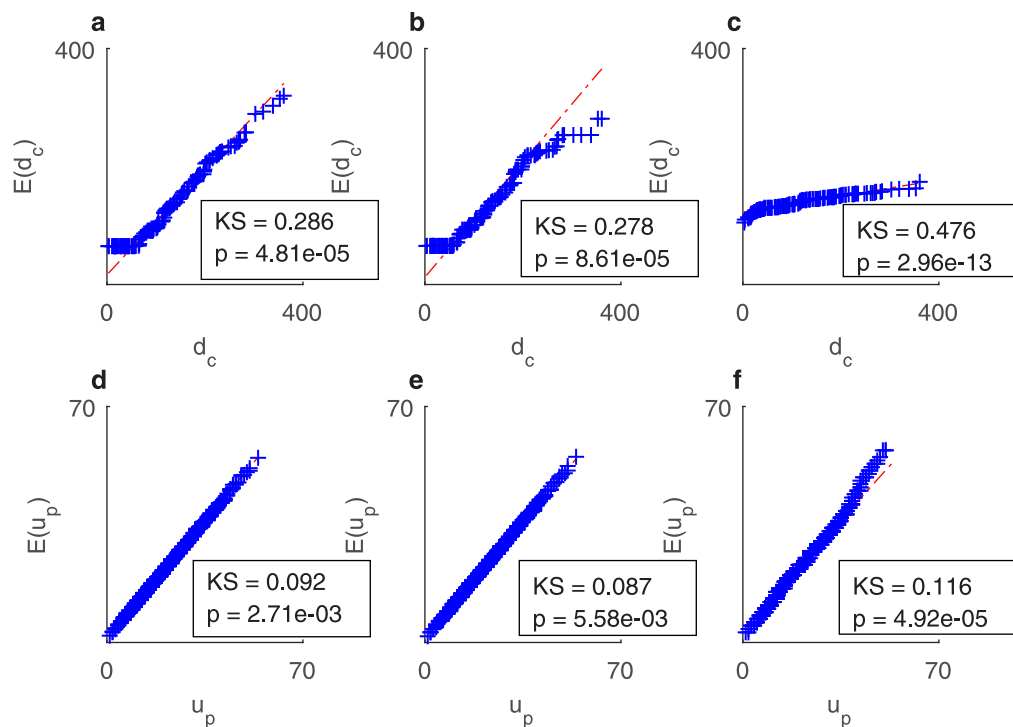 a
400
E(d_c)
KS = 0.286
p = 4.81e-05
0
400
d_c
b
400
E(d_c)
KS = 0.278
p = 8.61e-05
0
400
d_c
c
400
E(d_c)
KS = 0.476
p = 2.96e-13
0
400
d_c
d
70
E(u_p)
KS = 0.092
p = 2.71e-03
0
70
u_p
e
70
E(u_p)
KS = 0.087
p = 5.58e-03
0
70
u_p
f
70
E(u_p)
KS = 0.116
p = 4.92e-05
0
70
u_p